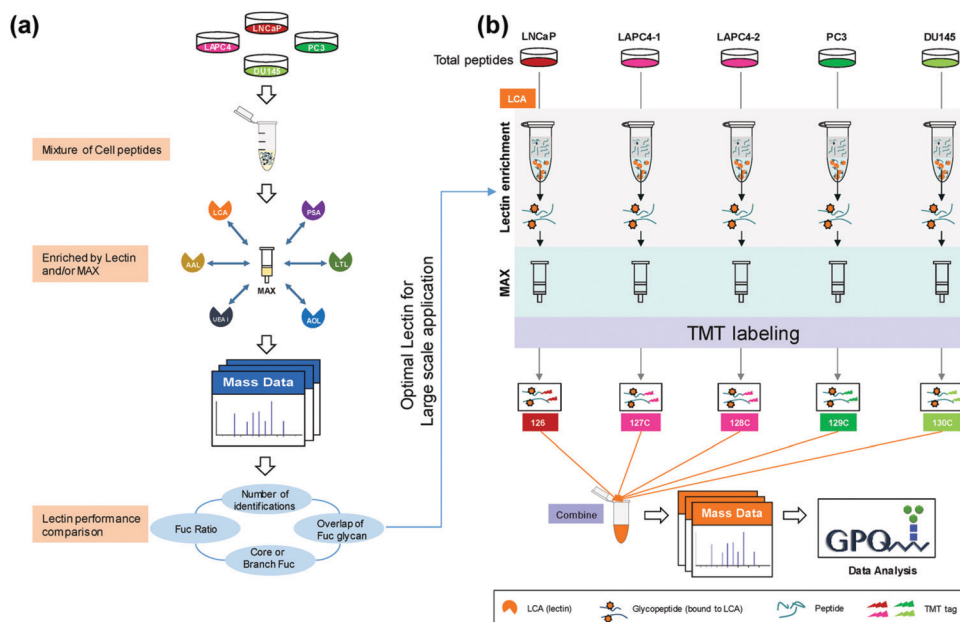 (a)
LNCaP
LAPC4
PC3
DU145
Mixture of Cell peptides
LCA
PSA
Enriched by Lectin
and/or MAX
AAL
LTL
MAX
UEA I
AOL
Mass Data
Number of
identifications
Lectin performance
comparison
Fuc Ratio
Overlap of
Fuc glycan
Core or
Branch Fuc
Optimal Lectin for
Large scale application
(b)
LNCaP LAPC4-1 LAPC4-2 PC3 DU145
Total peptides
LCA
Lectin enrichment
MAX
TMT labeling
126 127C 128C 129C 130C
Combine
Mass Data
GPQ
Data Analysis
LCA (lectin) Glycopeptide (bound to LCA) Peptide TMT tag